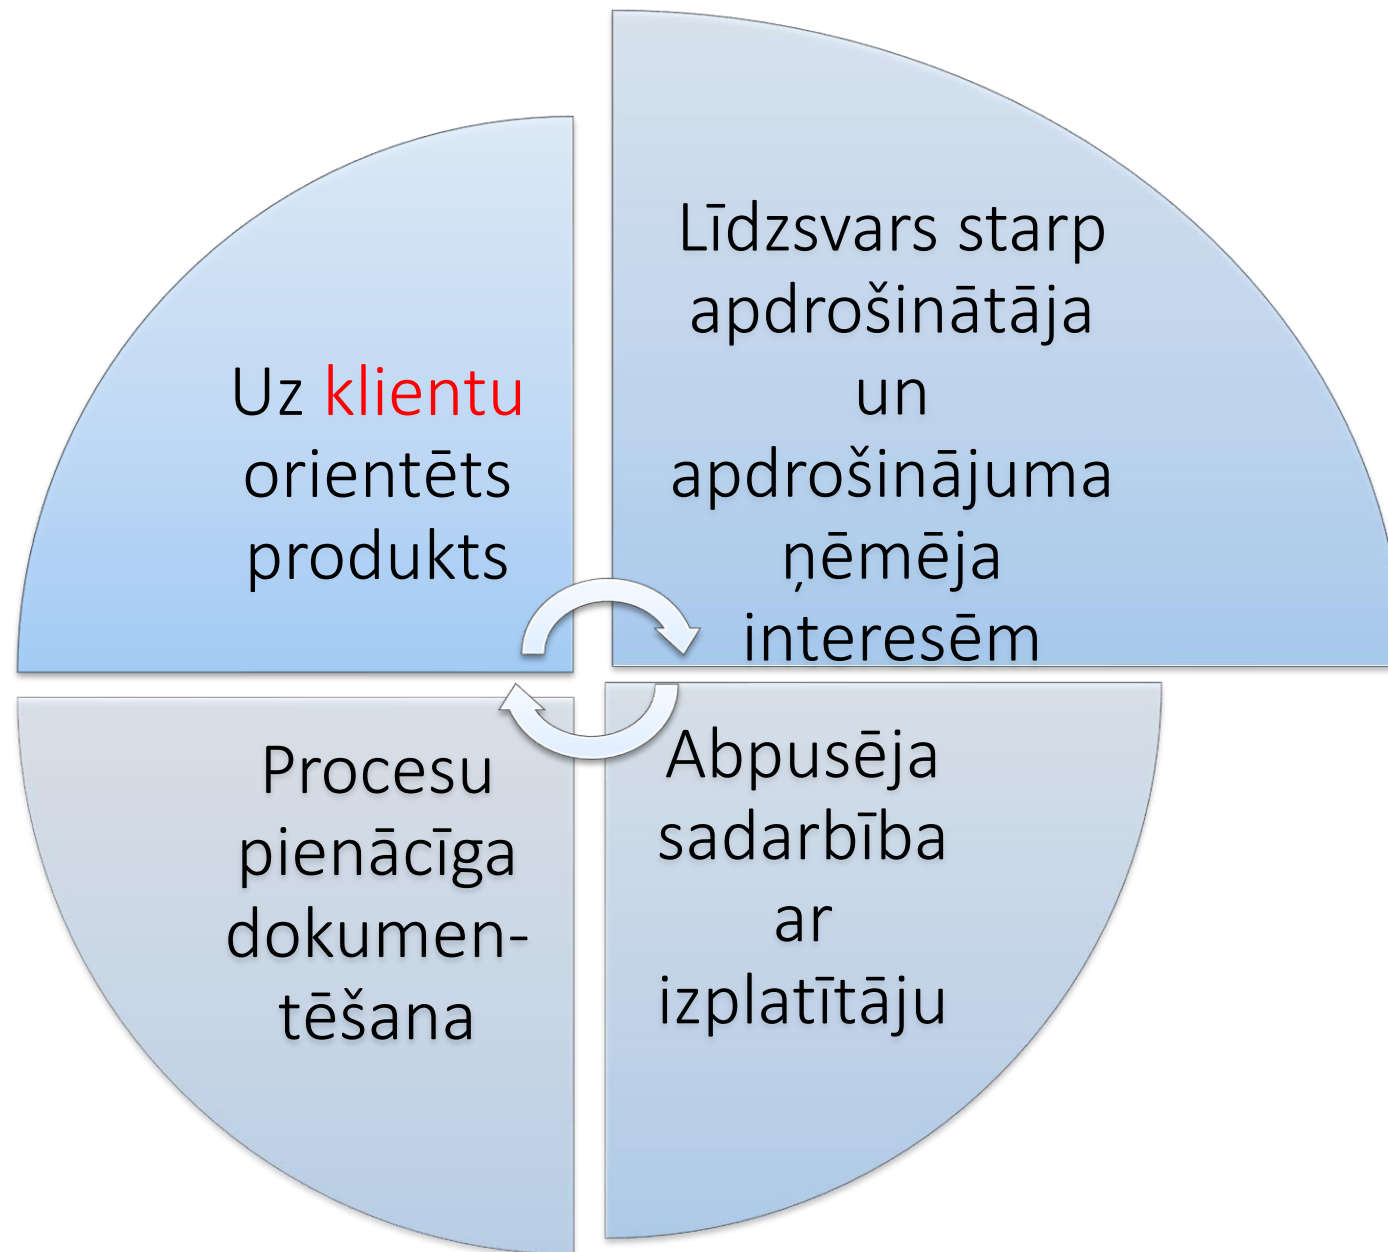 Uz klientu
orientēts
produkts
Līdzsvars starp
apdrošinātāja
un
apdrošinājuma
ņēmēja
interesēm
Abpusēja
sadarbība
ar
izplatītāju
Procesu
pienācīga
dokumen-
tēšana